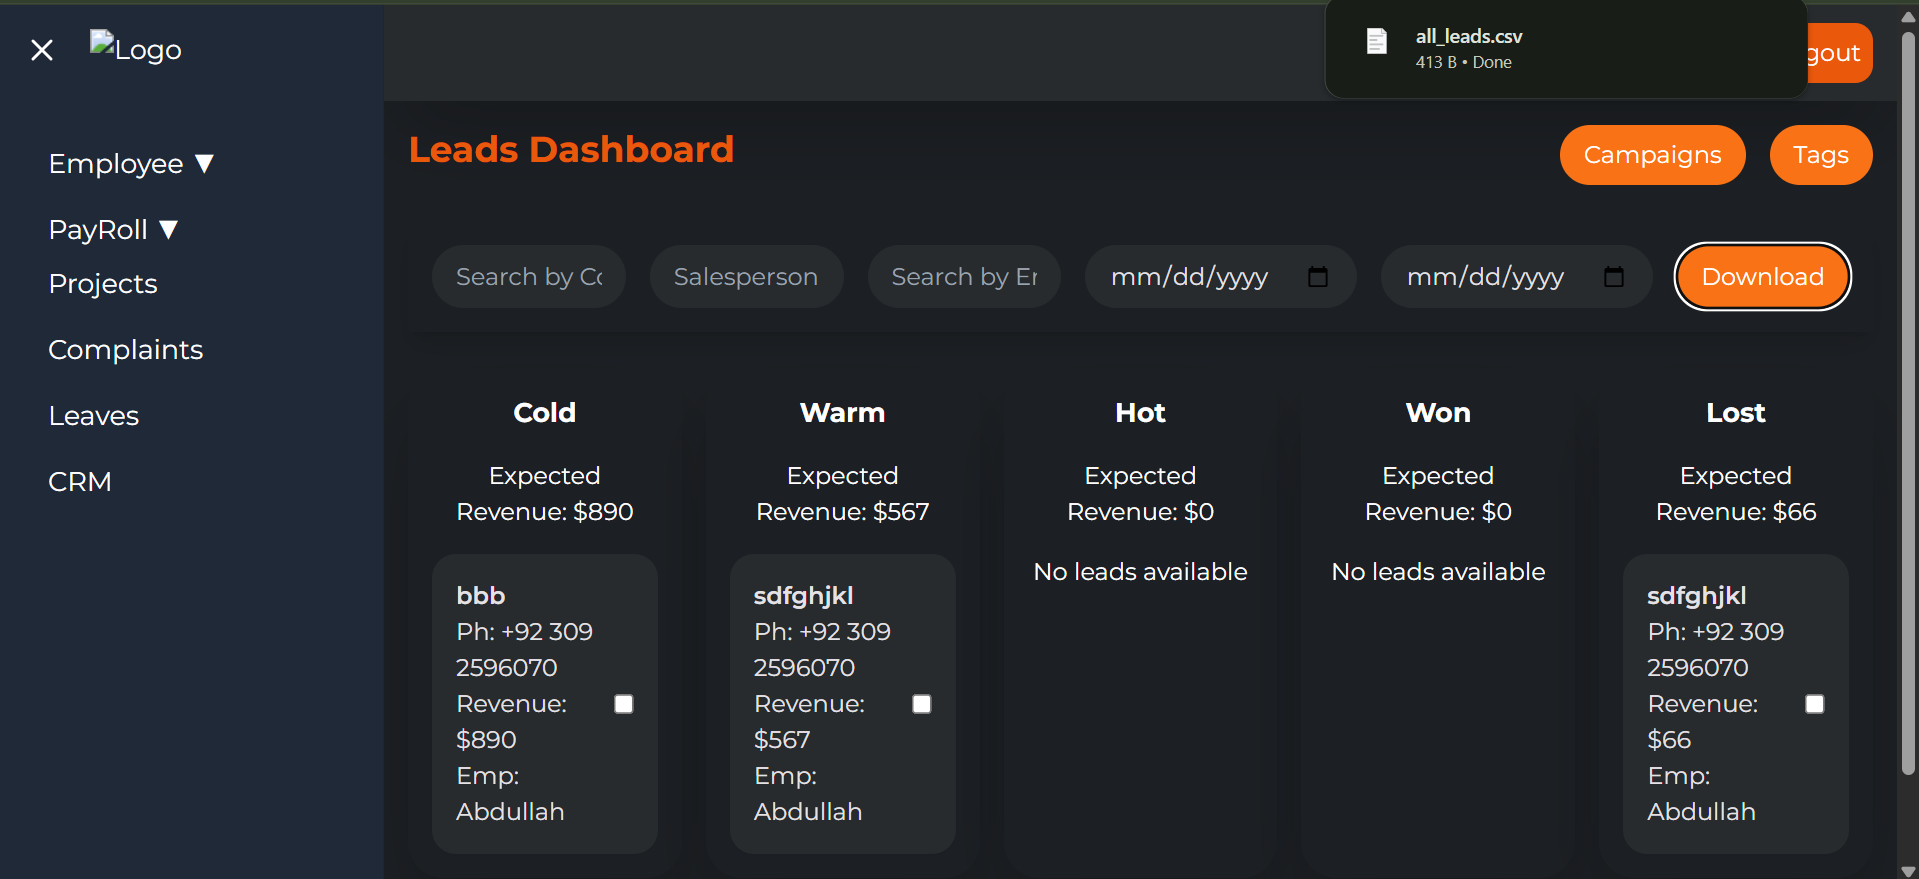 Logo
all_leads.csv
413 B • Done
gout
Employee ▼
PayRoll ▼
Projects
Complaints
Leaves
CRM
Leads Dashboard
Campaigns
Tags
Search by Co
Salesperson
Search by Er
mm/dd/yyyy
mm/dd/yyyy
Download
Cold
Expected
Revenue: $890
bbb
Ph: +92 309
2596070
Revenue:
$890
Emp:
Abdullah
Warm
Expected
Revenue: $567
sdfghjkl
Ph: +92 309
2596070
Revenue:
$567
Emp:
Abdullah
Hot
Expected
Revenue: $0
No leads available
Won
Expected
Revenue: $0
No leads available
Lost
Expected
Revenue: $66
sdfghjkl
Ph: +92 309
2596070
Revenue:
$66
Emp:
Abdullah